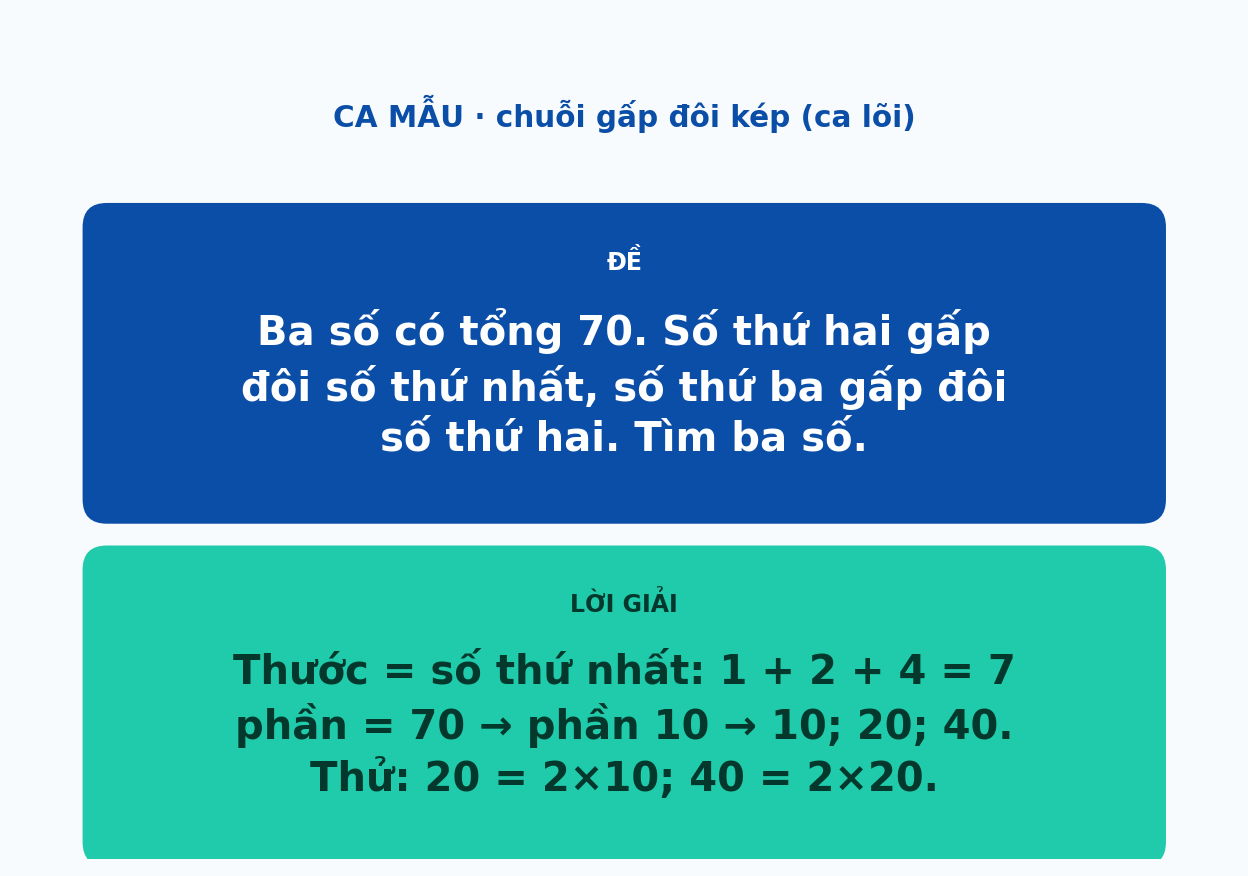 CA MẪU · chuỗi gấp đôi kép (ca lõi)
ĐỀ
Ba số có tổng 70. Số thứ hai gấp
đôi số thứ nhất, số thứ ba gấp đôi
số thứ hai. Tìm ba số.
LỜI GIẢI
Thước = số thứ nhất: 1 + 2 + 4 = 7
phần = 70 → phần 10 → 10; 20; 40.
Thử: 20 = 2×10; 40 = 2×20.